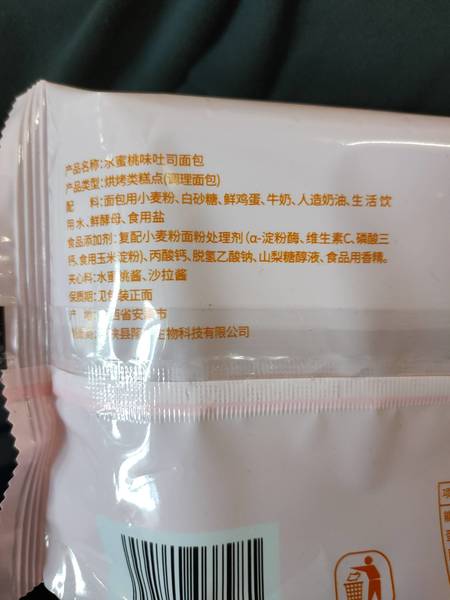 产品名称:水蜜桃味吐司面包
产品类型:烘烤类糕点(调理面包)
配 料:面包用小麦粉、白砂糖、鲜鸡蛋、牛奶、人造奶油、生活饮
用水、鲜酵母、食用盐
食品添加剂:复配小麦粉面粉处理剂(α-淀粉酶、维生素C、磷酸三
钙、食用玉米淀粉)、丙酸钙、脱氢乙酸钠、山梨糖醇液、食品用香精。
夹心料:水蜜桃酱、沙拉酱
保质期:见包装正面
产 地: 西省安 市
县 生物科技有限公司